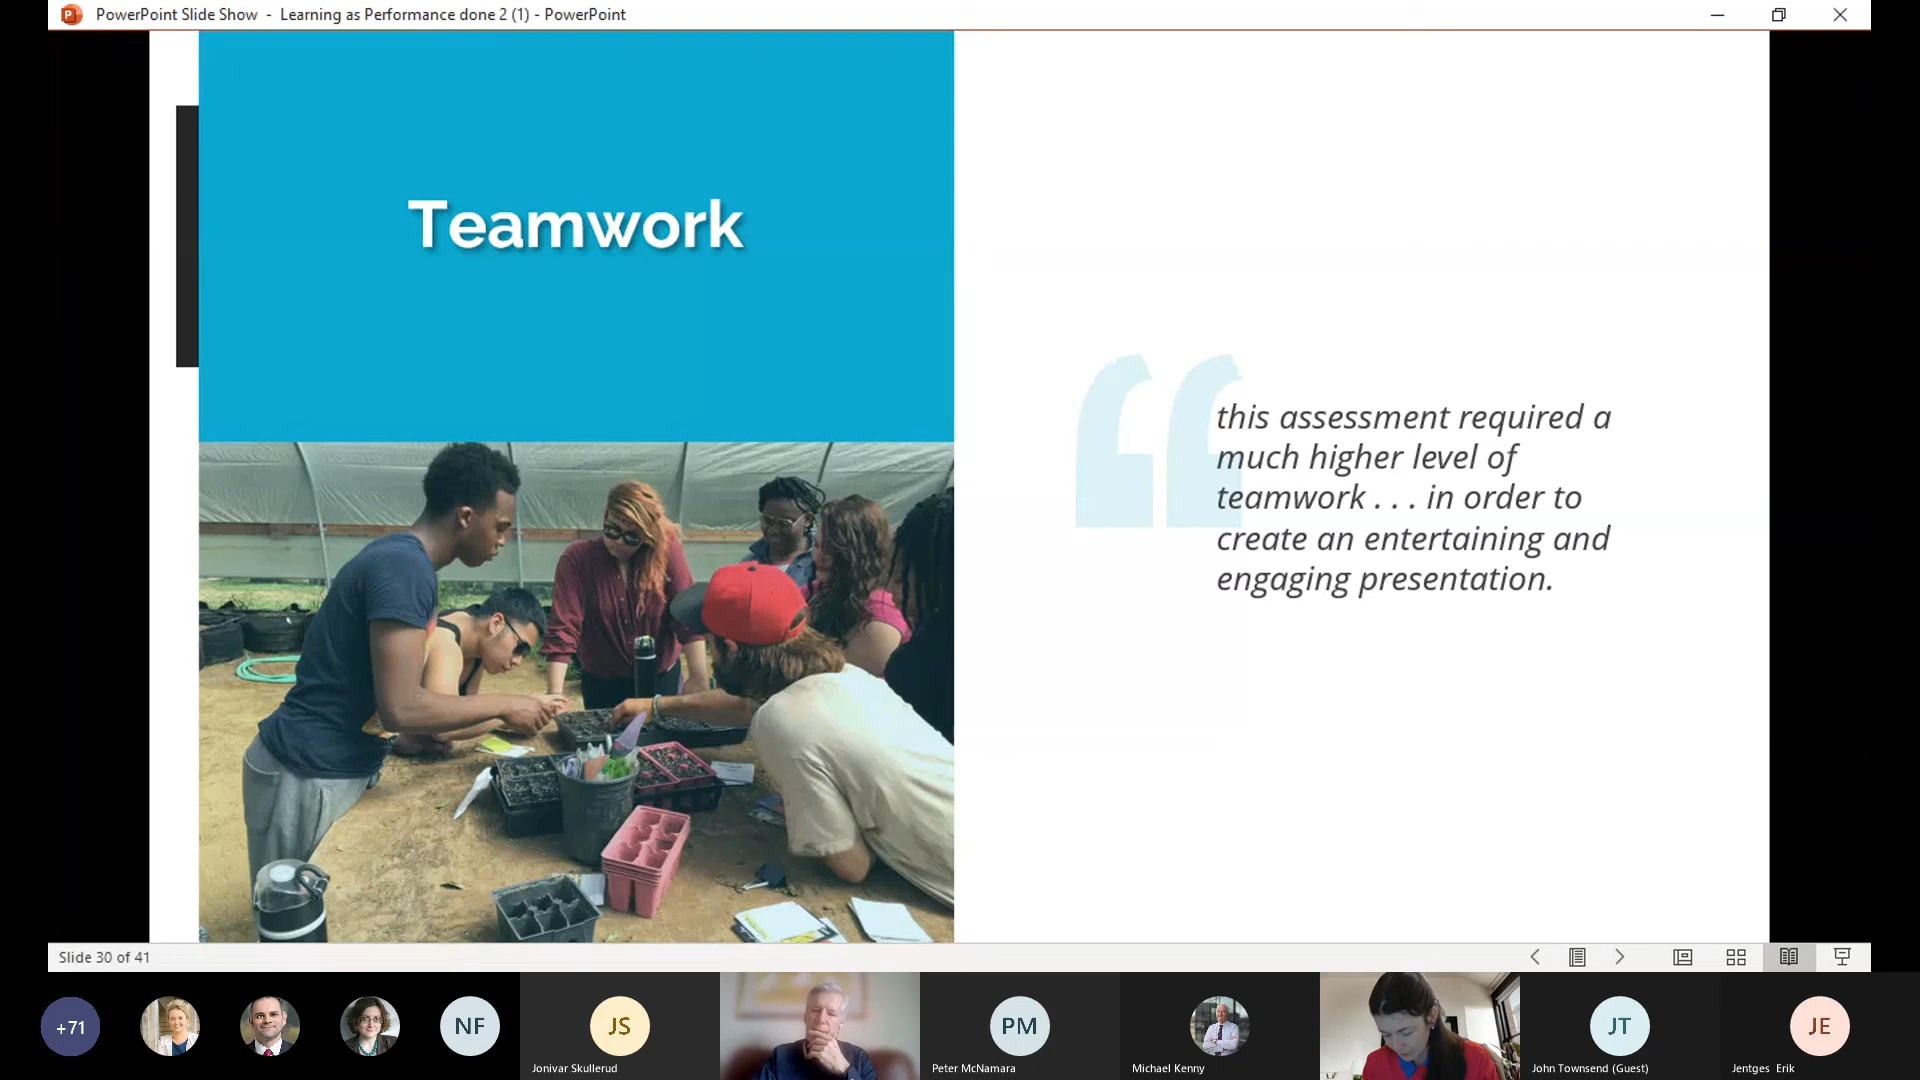 PowerPoint Slide Show - Learning as Performance done 2 (1) - PowerPoint
Teamwork
this assessment required a
much higher level of
teamwork . . . in order to
create an entertaining and
engaging presentation.
Slide 30 of 41
+71
NF
JS
PM
JT
JE
Jonivar Skullerud
Peter McNamara
Michael Kenny
John Townsend (Guest)
Jentges Erik